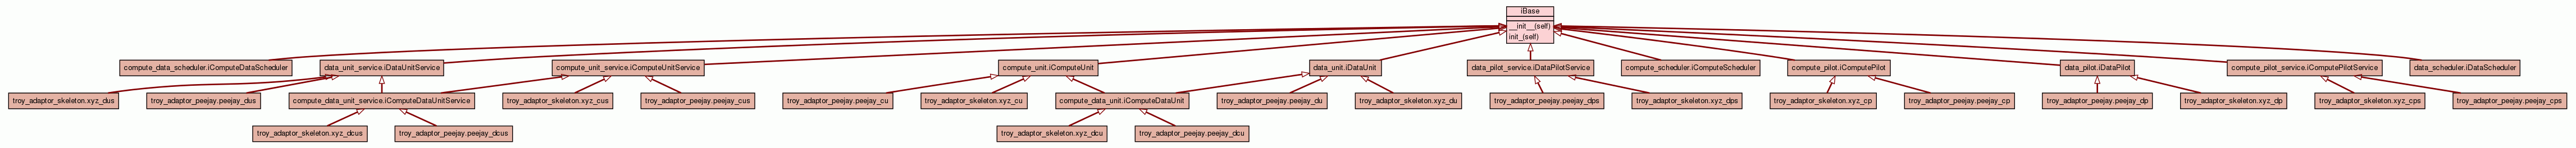 iBase
__init__(self)
init_(self)
compute_data_scheduler.iComputeDataScheduler
data_unit_service.iDataUnitService
compute_unit_service.iComputeUnitService
compute_unit.iComputeUnit
data_unit.iDataUnit
data_pilot_service.iDataPilotService
compute_scheduler.iComputeScheduler
compute_pilot.iComputePilot
data_pilot.iDataPilot
compute_pilot_service.iComputePilotService
data_scheduler.iDataScheduler
troy_adaptor_skeleton.xyz_dus
troy_adaptor_peejay.peejay_dus
compute_data_unit_service.iComputeDataUnitService
troy_adaptor_skeleton.xyz_cus
troy_adaptor_peejay.peejay_cus
troy_adaptor_peejay.peejay_cu
troy_adaptor_skeleton.xyz_cu
compute_data_unit.iComputeDataUnit
troy_adaptor_peejay.peejay_du
troy_adaptor_skeleton.xyz_du
troy_adaptor_peejay.peejay_dps
troy_adaptor_skeleton.xyz_dps
troy_adaptor_skeleton.xyz_cp
troy_adaptor_peejay.peejay_cp
troy_adaptor_peejay.peejay_dp
troy_adaptor_skeleton.xyz_dp
troy_adaptor_skeleton.xyz_cps
troy_adaptor_peejay.peejay_cps
troy_adaptor_skeleton.xyz_dcus
troy_adaptor_peejay.peejay_dcus
troy_adaptor_skeleton.xyz_dcu
troy_adaptor_peejay.peejay_dcu